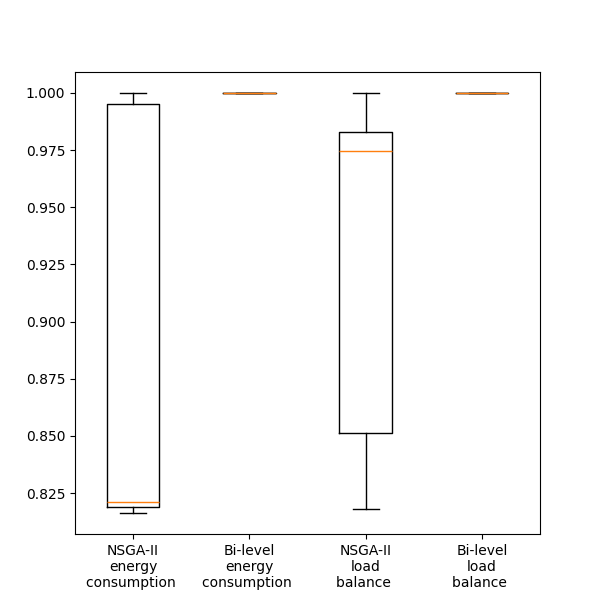 1.000
0.975
0.950
0.925
0.900
0.875
0.850
0.825
NSGA-II
energy
consumption
Bi-level
energy
consumption
NSGA-II
load
balance
Bi-level
load
balance